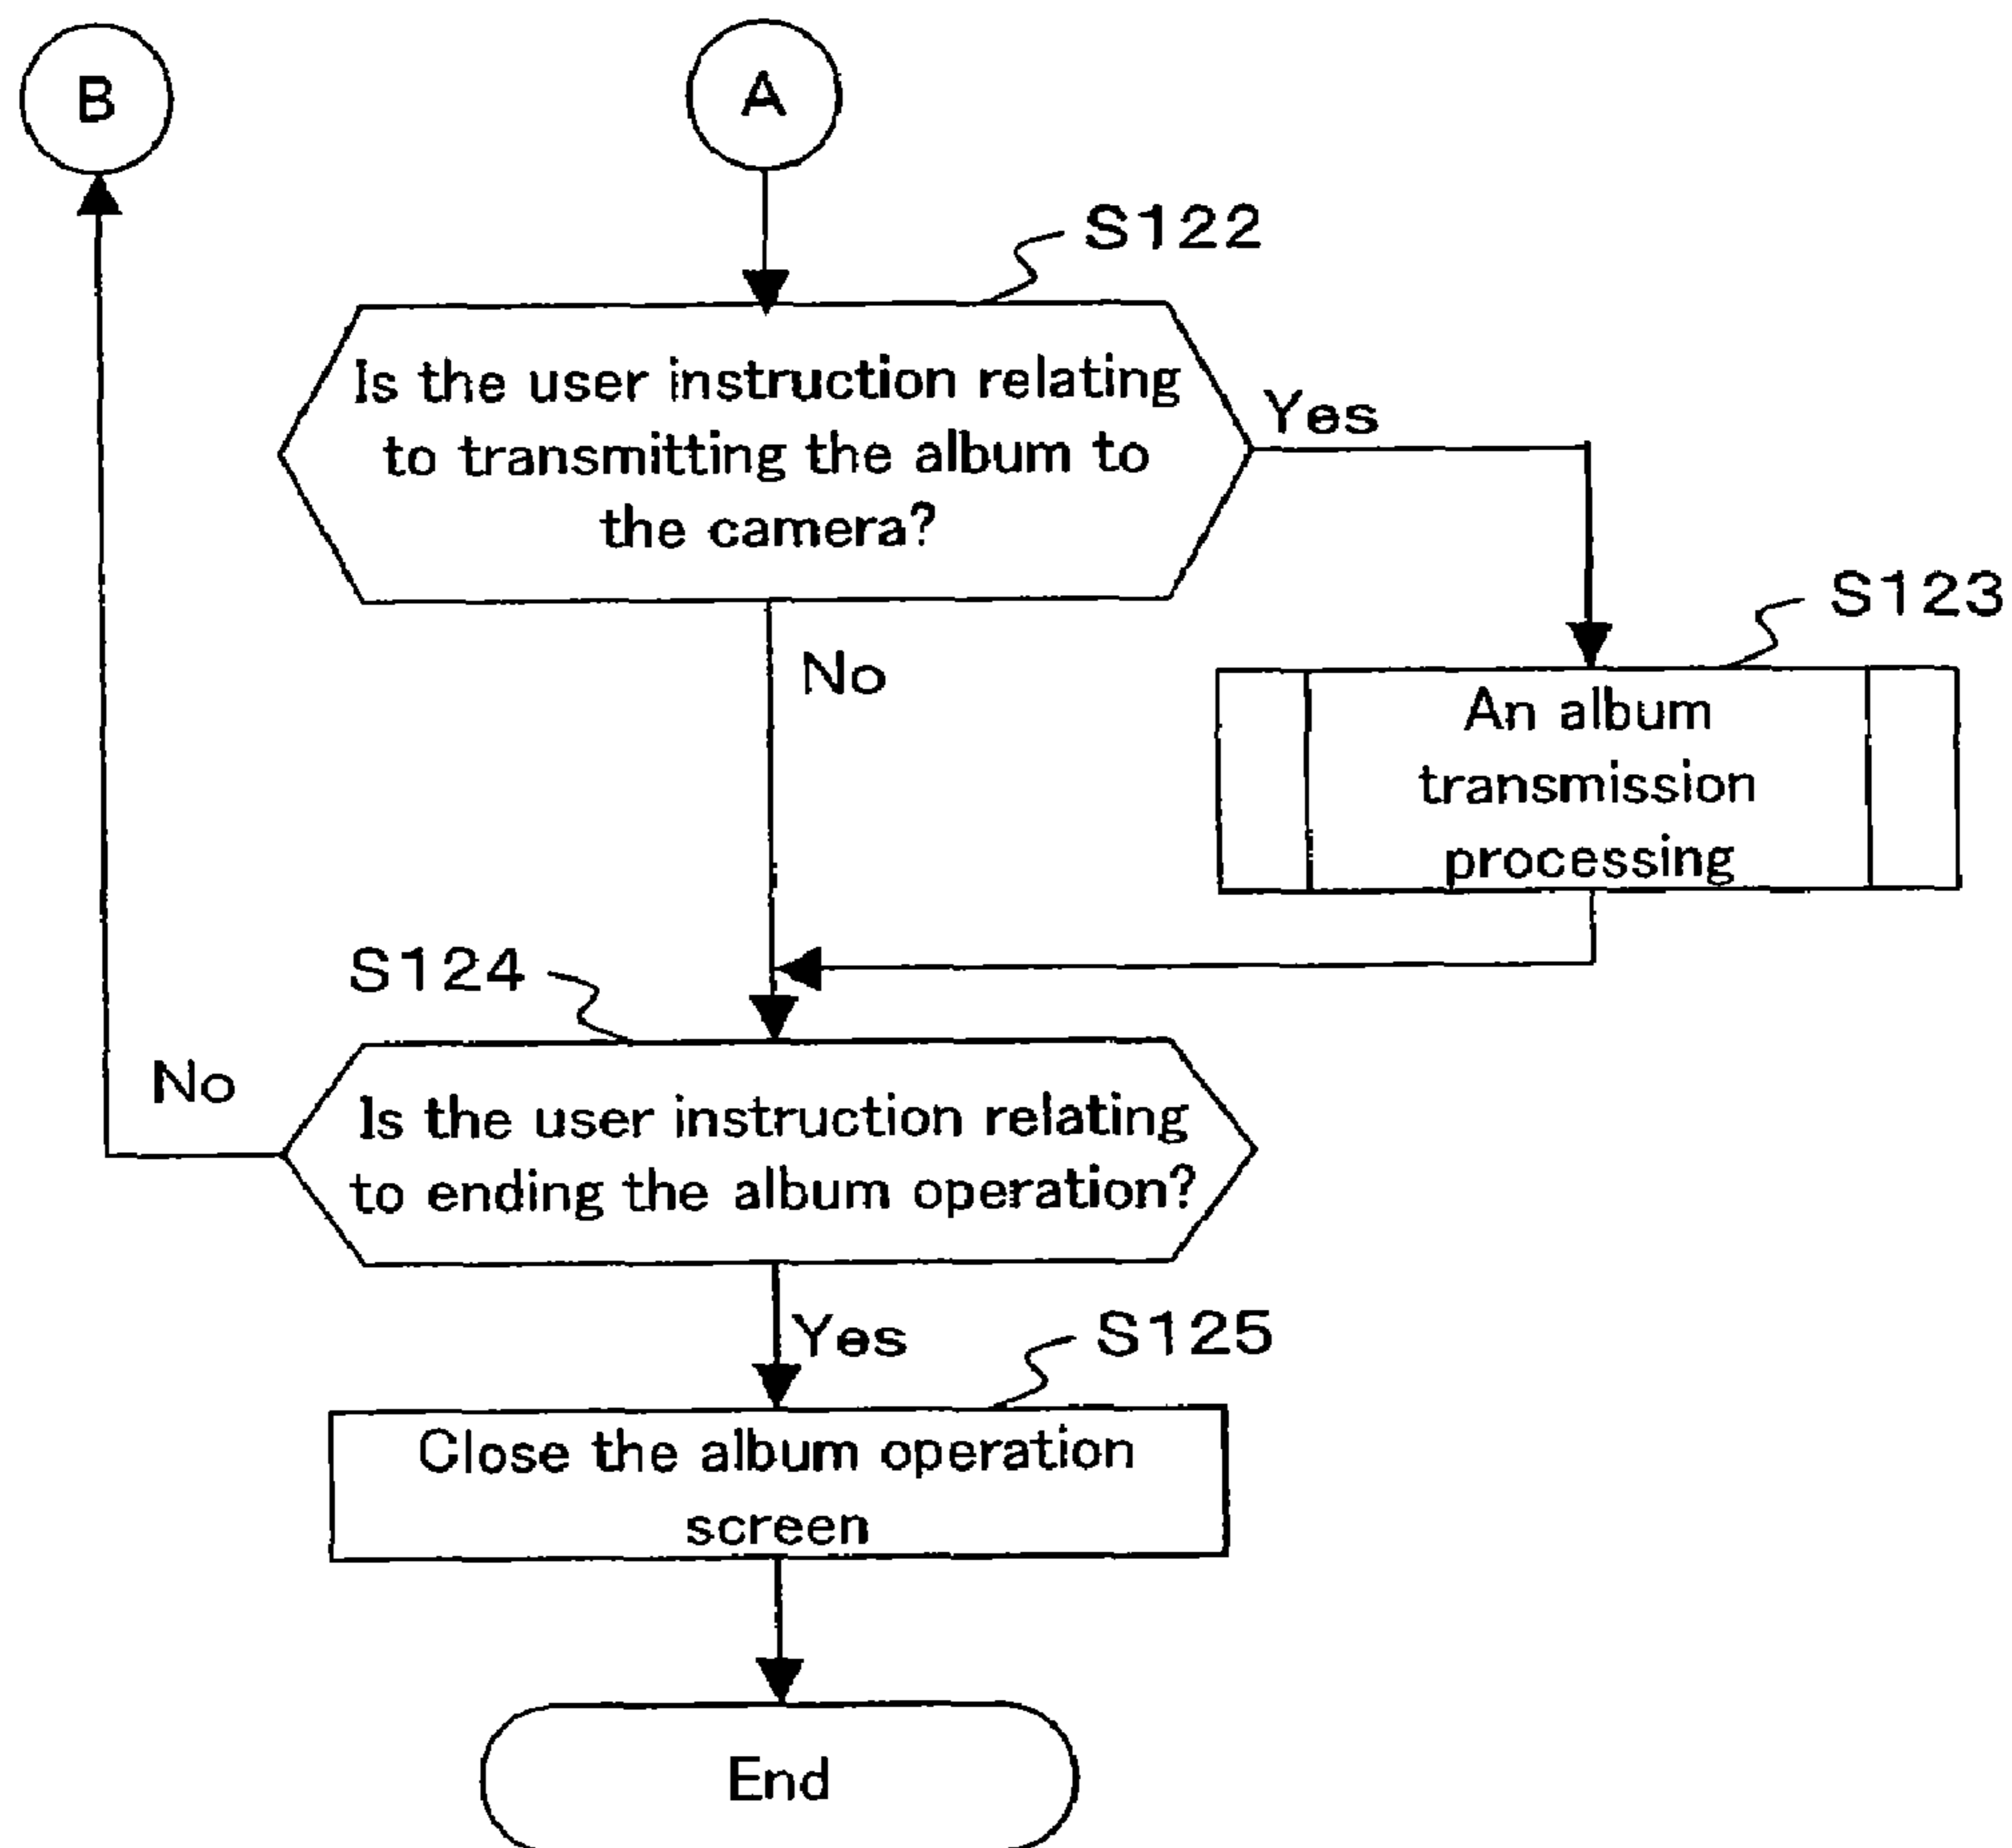 B
A
S122
Is the user instruction relating
to transmitting the album to
the camera?
Yes
No
S123
An album
transmission
processing
S124
No
Is the user instruction relating
to ending the album operation?
Yes
S125
Close the album operation
screen
End